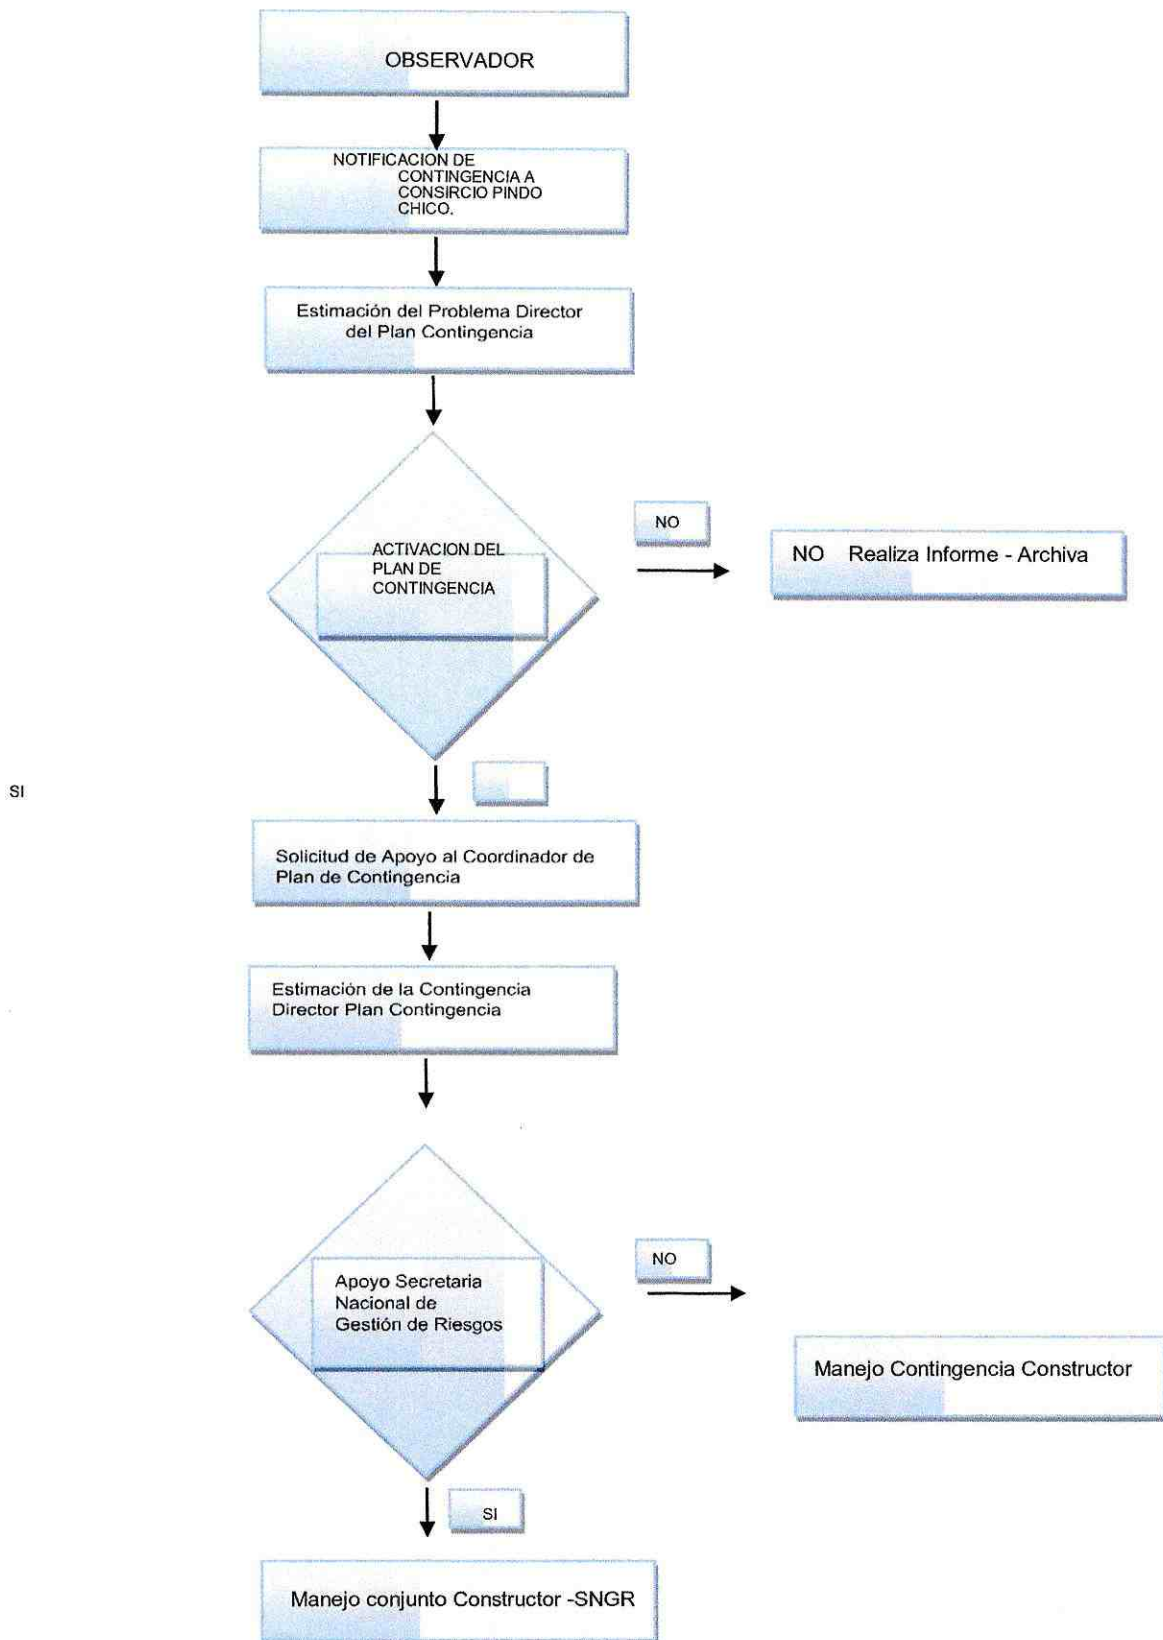 OBSERVADOR
NOTIFICACION DE
CONTINGENCIA A
CONSIRCIO PINDO
CHICO.
Estimación del Problema Director
del Plan Contingencia
ACTIVACION DEL
PLAN DE
CONTINGENCIA
NO
NO Realiza Informe - Archiva
SI
Solicitud de Apoyo al Coordinador de
Plan de Contingencia
Estimación de la Contingencia
Director Plan Contingencia
Apoyo Secretaria
Nacional de
Gestión de Riesgos
NO
Manejo Contingencia Constructor
SI
Manejo conjunto Constructor -SNGR